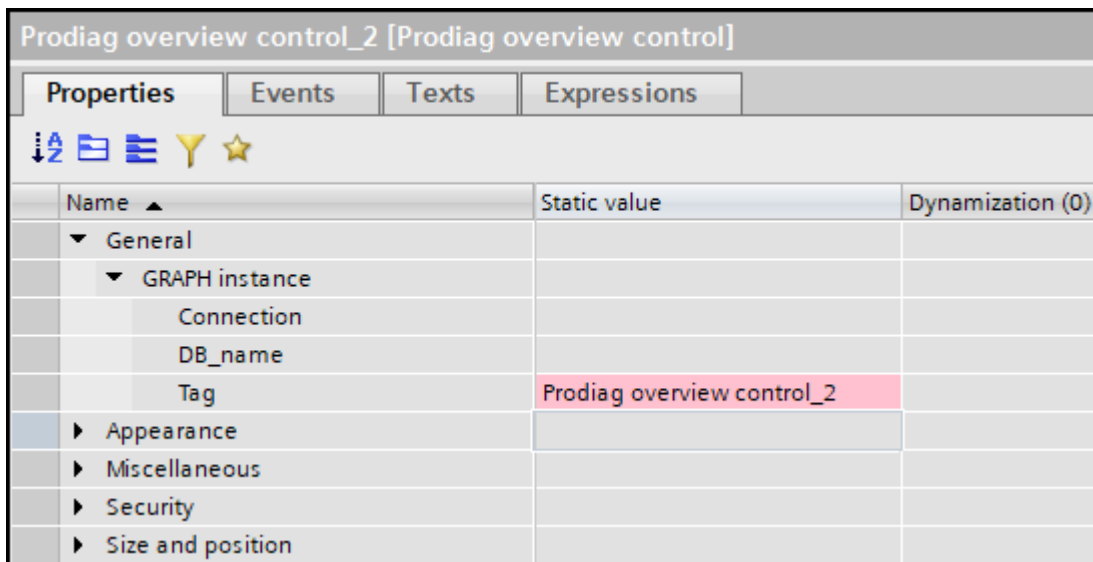 Prodiag overview control_2 [Prodiag overview control]
Properties Events Texts Expressions
Name Static value Dynamization (0)
General
GRAPH instance
Connection
DB_name
Tag Prodiag overview control_2
Appearance
Miscellaneous
Security
Size and position